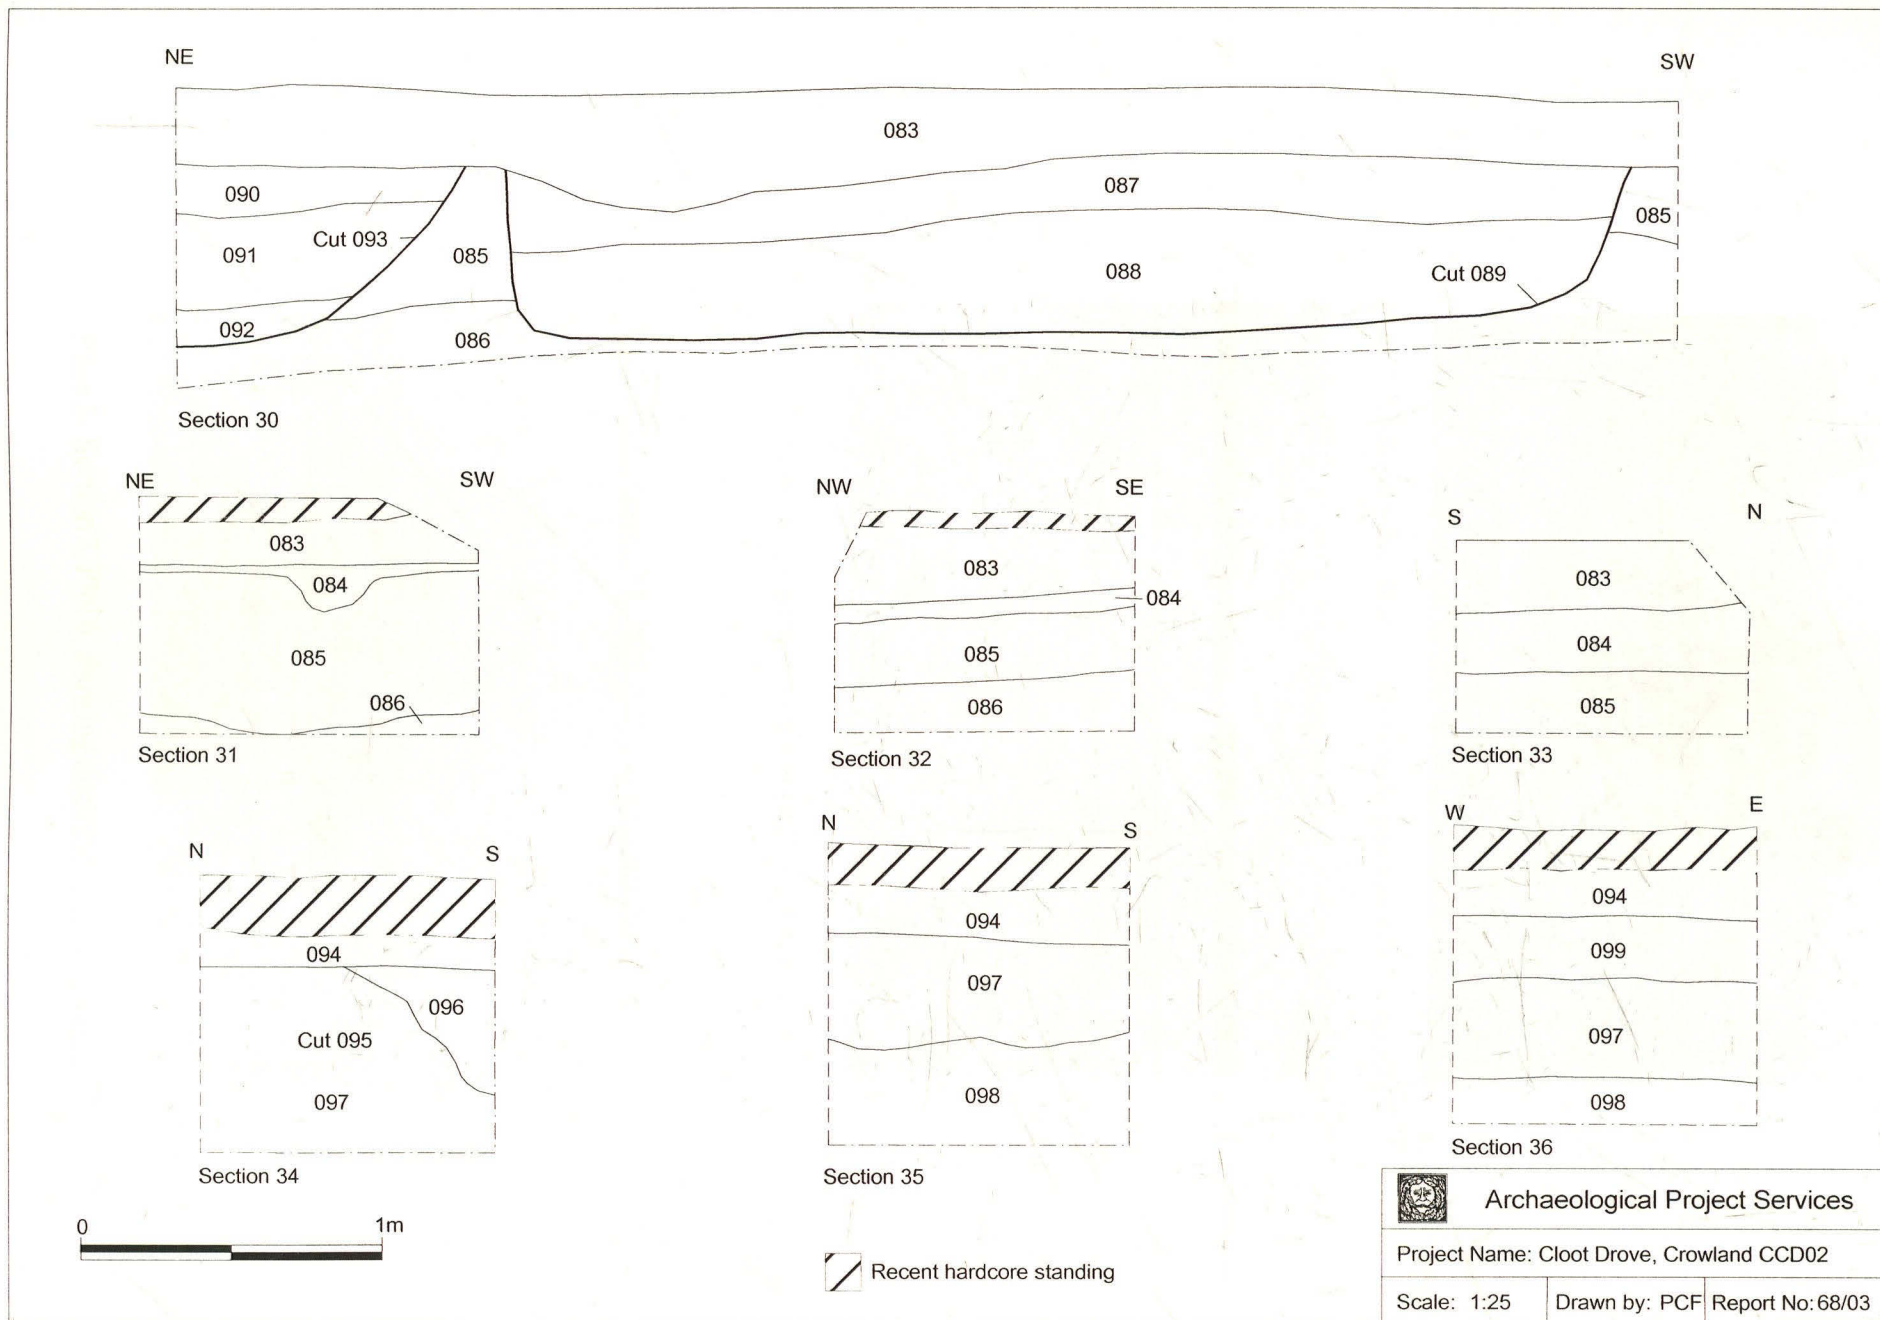 NE SW
083
090
087
085
Cut 093
091
085
088
Cut 089
092
086
Section 30
NE SW
083
084
085
086
Section 31
NW SE
083
084
085
086
Section 32
S N
083
084
085
Section 33
N S
094
096
Cut 095
097
Section 34
N S
094
097
098
Section 35
W E
094
099
097
098
Section 36
0 1m
Recent hardcore standing
Archaeological Project Services
Project Name: Cloot Drove, Crowland CCD02
Scale: 1:25 Drawn by: PCF Report No: 68/03